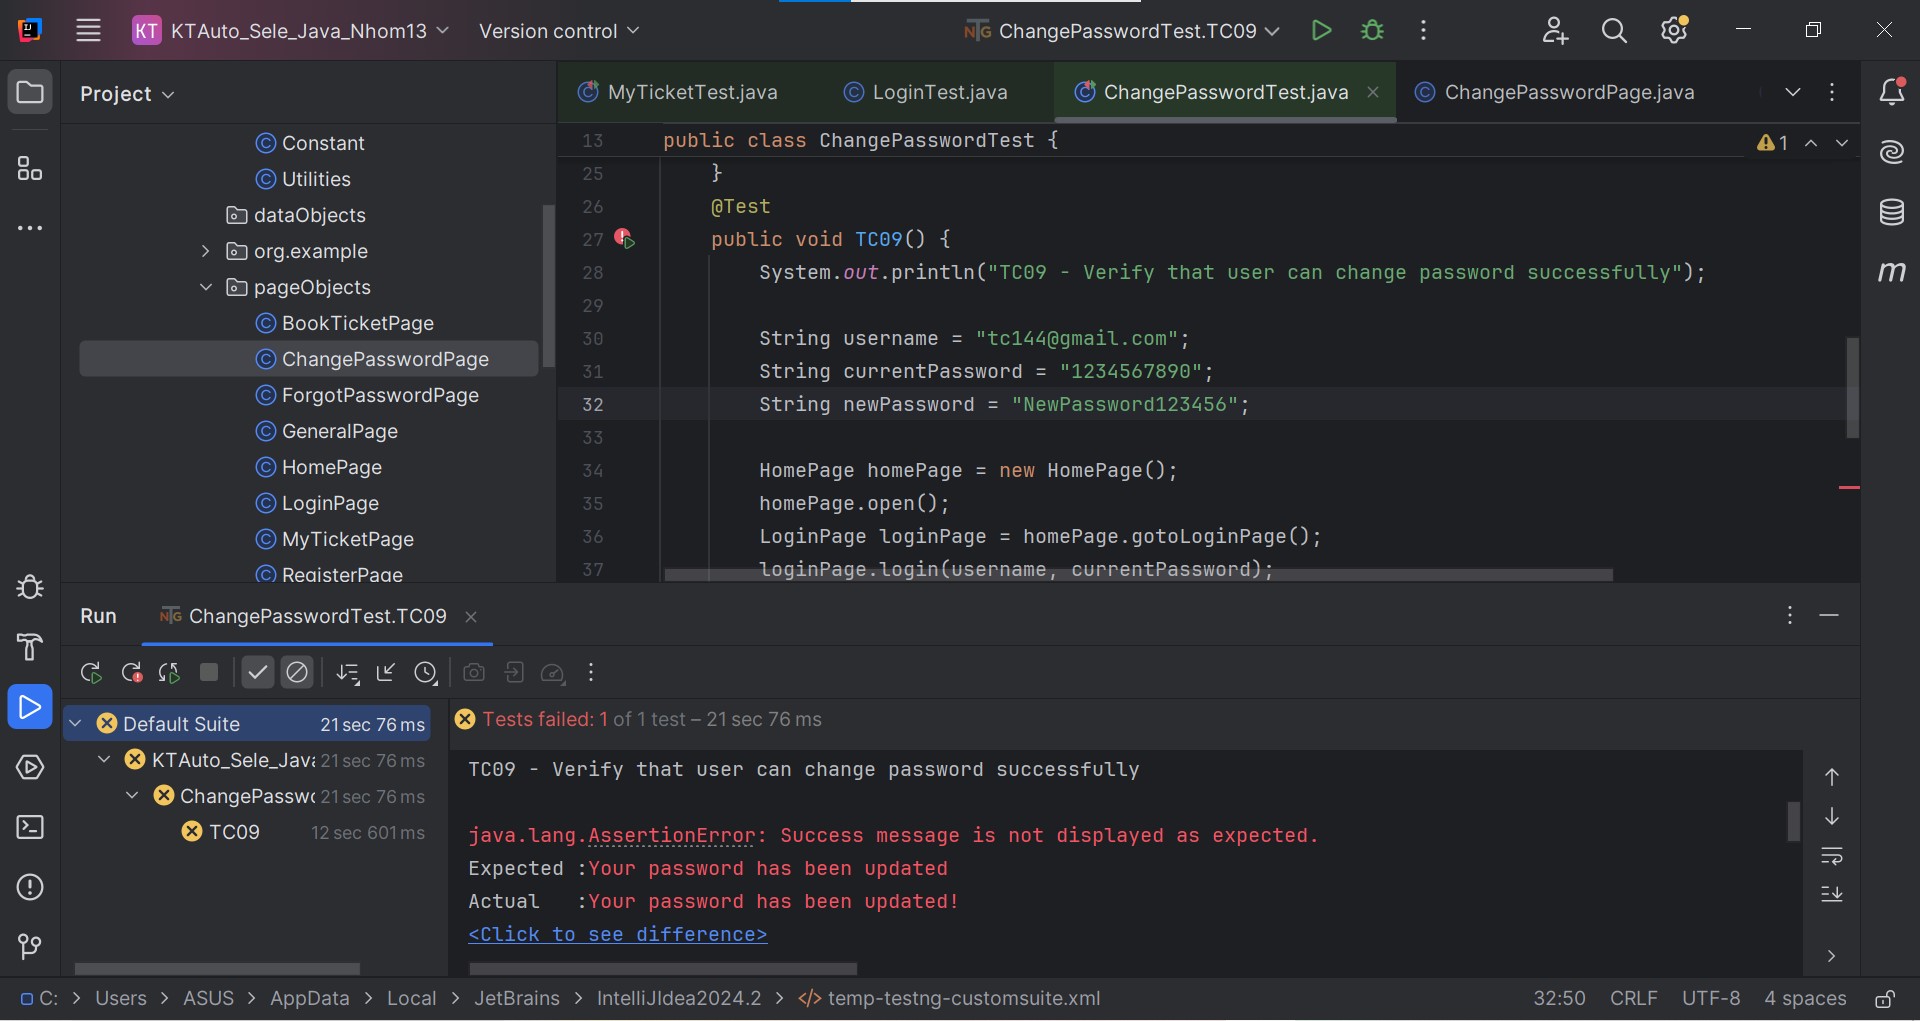 KT KTAuto_Sele_Java_Nhom13 Version control ChangePasswordTest.TC09
Project
Constant
Utilities
dataObjects
org.example
pageObjects
BookTicketPage
ChangePasswordPage
ForgotPasswordPage
GeneralPage
HomePage
LoginPage
MyTicketPage
RegisterPage
MyTicketTest.java LoginTest.java ChangePasswordTest.java ChangePasswordPage.java
13 public class ChangePasswordTest {
1
25 }
26 @Test
27 public void TC09() {
28 System.out.println("TC09 - Verify that user can change password successfully");
29
30 String username = "tc144@gmail.com";
31 String currentPassword = "1234567890";
32 String newPassword = "NewPassword123456";
33
34 HomePage homePage = new HomePage();
35 homePage.open();
36 LoginPage loginPage = homePage.gotoLoginPage();
37 loginPage.login(username, currentPassword);
Run ChangePasswordTest.TC09
Default Suite 21 sec 76 ms
KTAuto_Sele_Java 21 sec 76 ms
ChangePasswo 21 sec 76 ms
TC09 12 sec 601 ms
Tests failed: 1 of 1 test – 21 sec 76 ms
TC09 - Verify that user can change password successfully
java.lang.AssertionError: Success message is not displayed as expected.
Expected :Your password has been updated
Actual :Your password has been updated!
<Click to see difference>
C: > Users > ASUS > AppData > Local > JetBrains > IntelliJIdea2024.2 > temp-testng-customsuite.xml
32:50 CRLF UTF-8 4 spaces